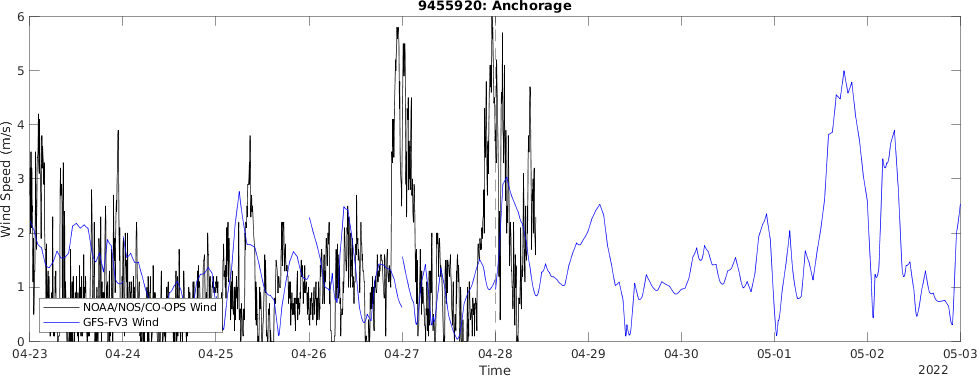 9455920: Anchorage
Wind Speed (m/s)
6
5
4
3
2
1
0
NOAA/NOS/CO-OPS Wind
GFS-FV3 Wind
04-23 04-24 04-25 04-26 04-27 04-28 04-29 04-30 05-01 05-02 05-03
Time
2022